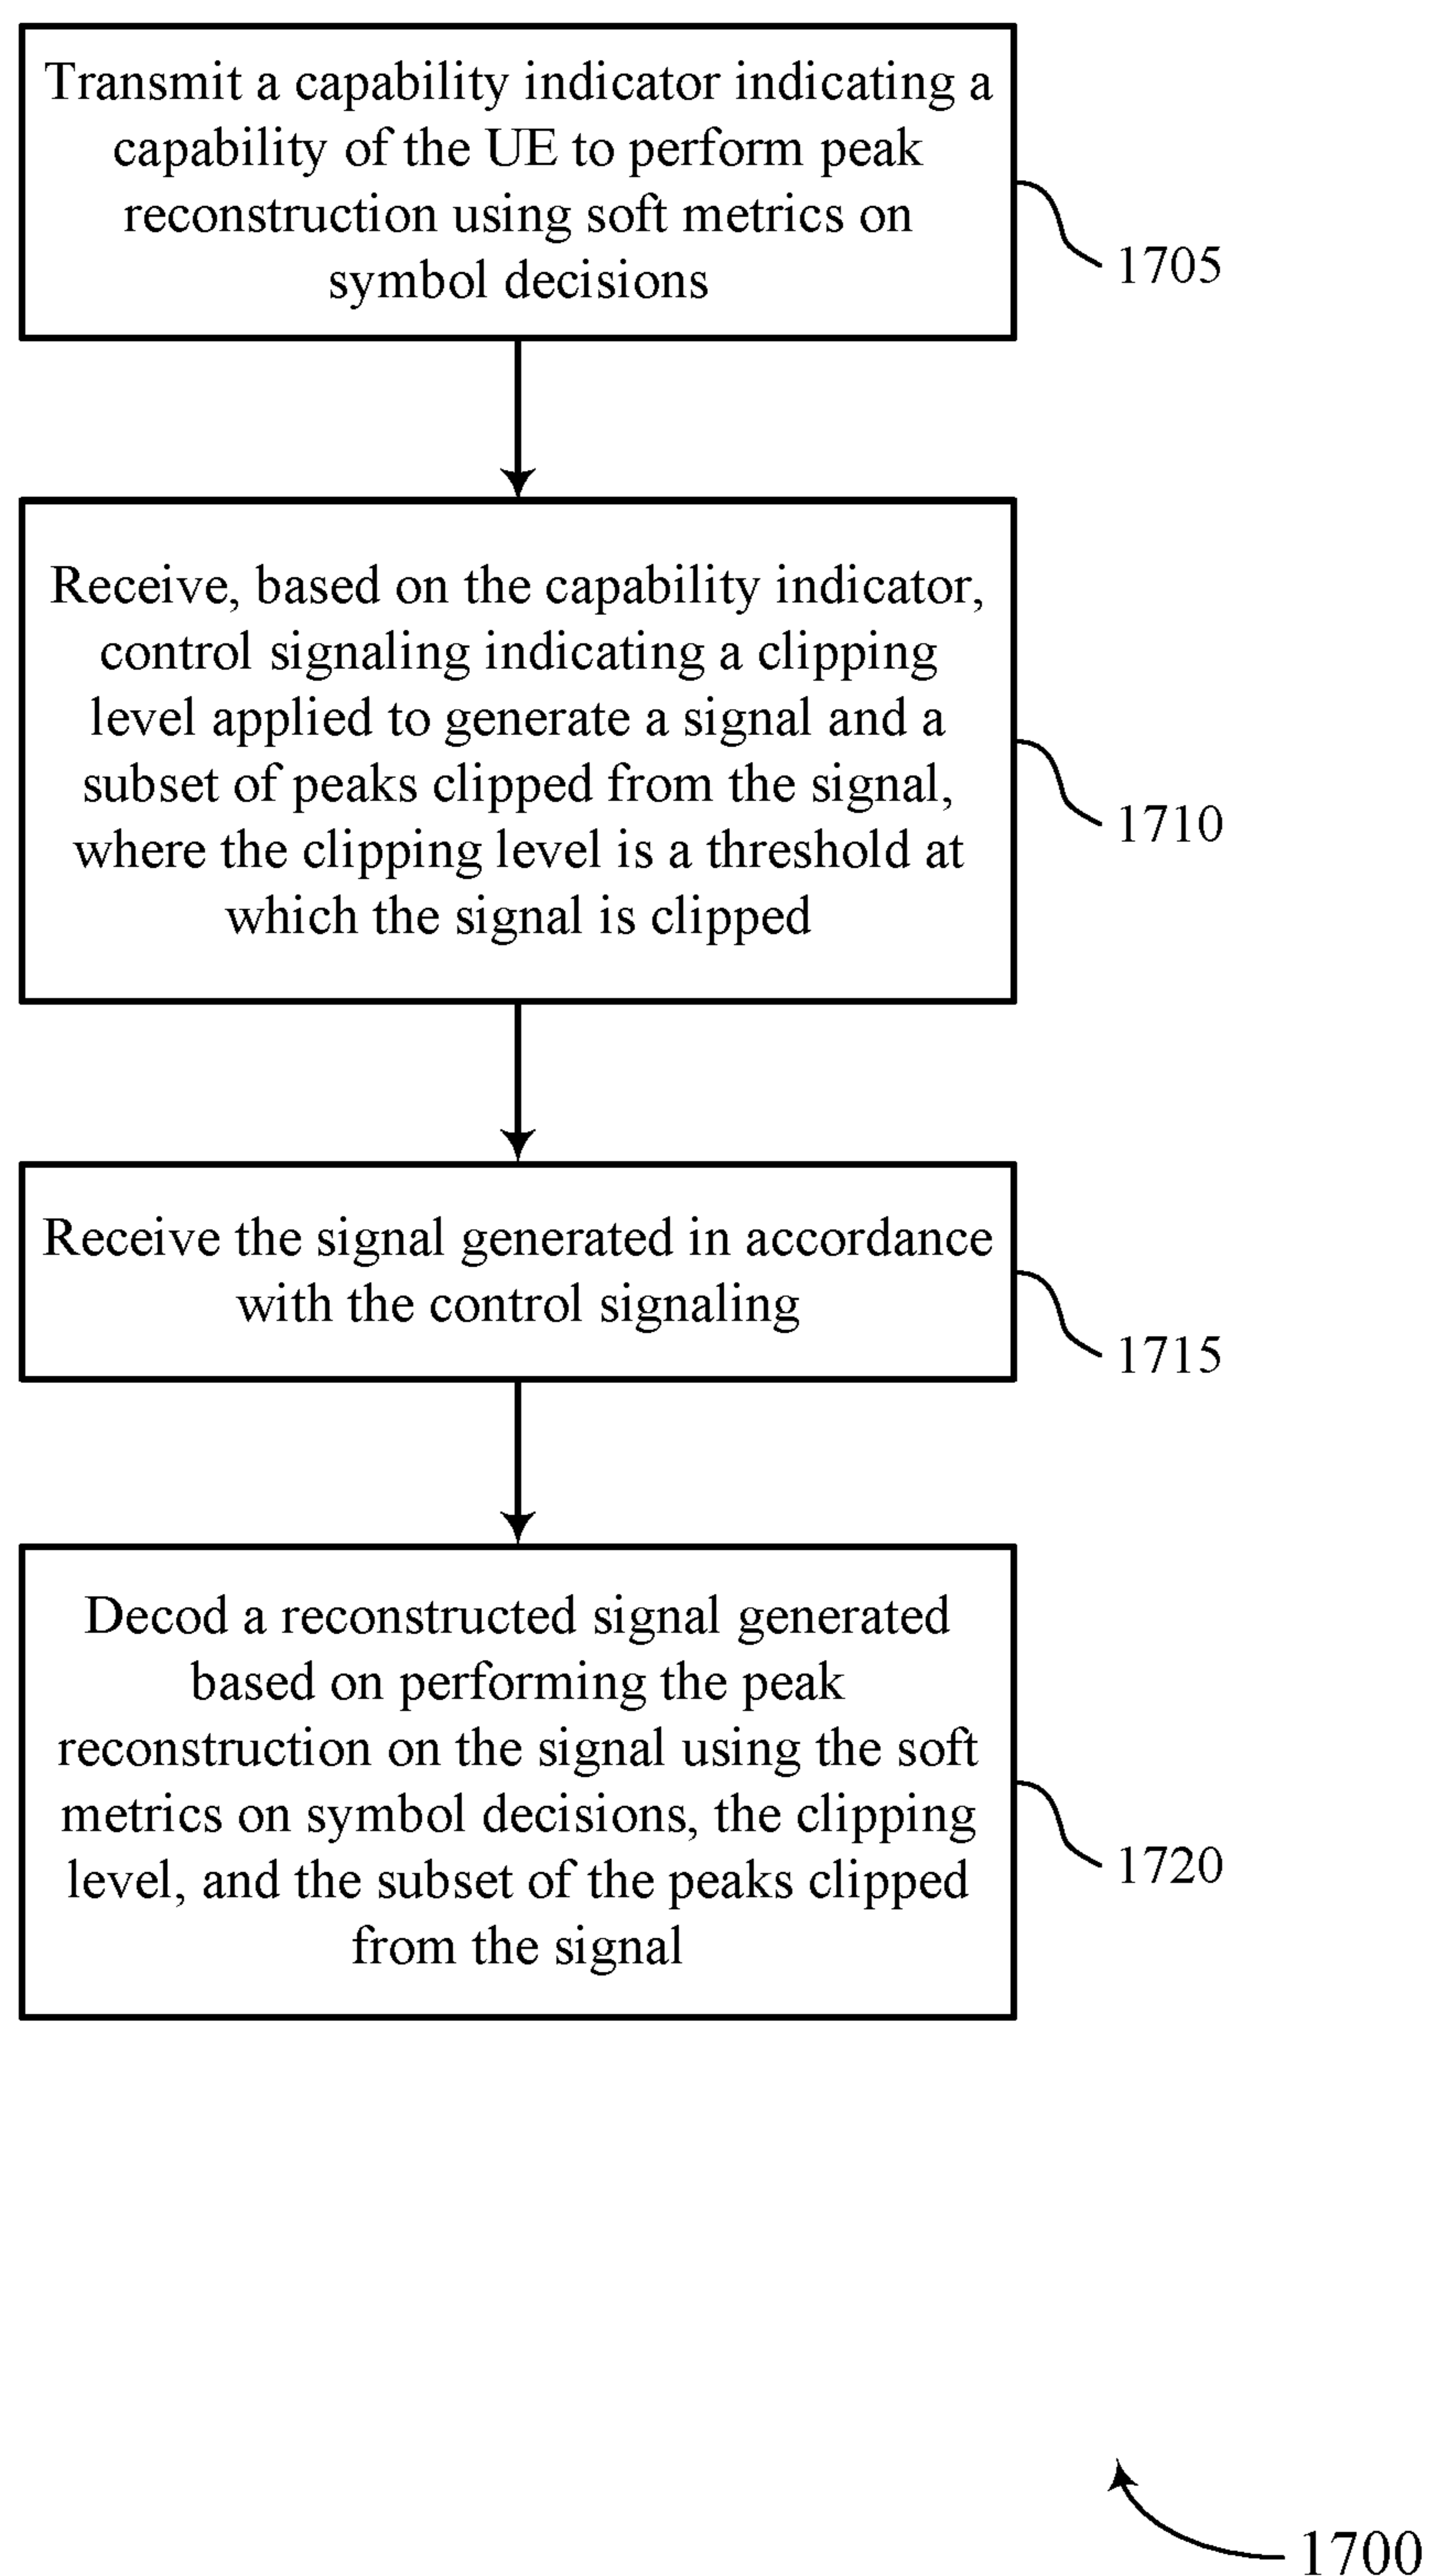 Transmit a capability indicator indicating a
capability of the UE to perform peak
reconstruction using soft metrics on
symbol decisions
1705
Receive, based on the capability indicator,
control signaling indicating a clipping
level applied to generate a signal and a
subset of peaks clipped from the signal,
where the clipping level is a threshold at
which the signal is clipped
1710
Receive the signal generated in accordance
with the control signaling
1715
Decod a reconstructed signal generated
based on performing the peak
reconstruction on the signal using the soft
metrics on symbol decisions, the clipping
level, and the subset of the peaks clipped
from the signal
1720
1700